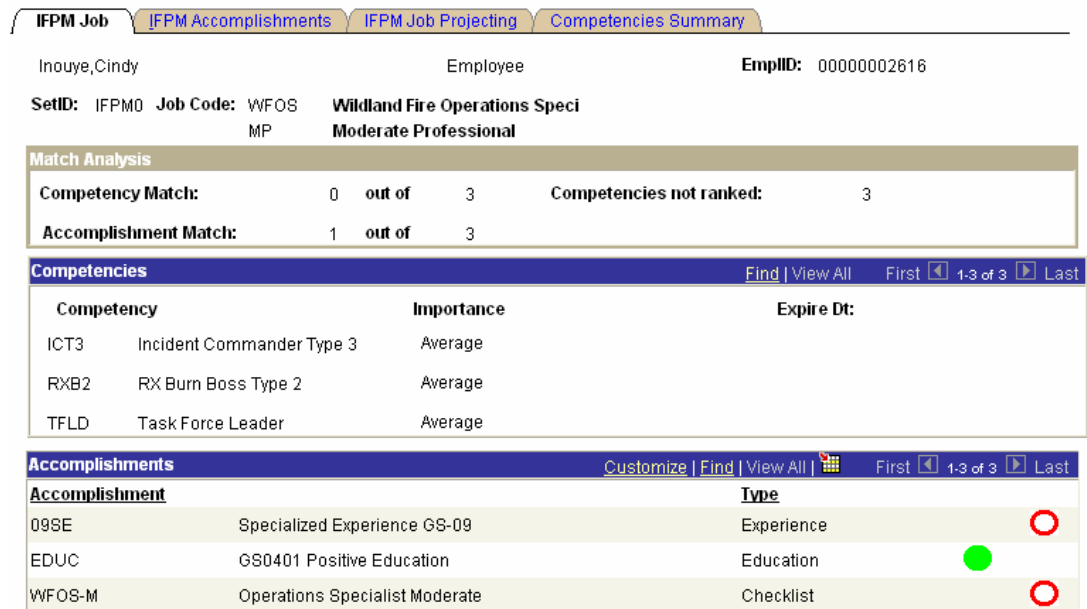 IFPM Job IFPM Accomplishments IFPM Job Projecting Competencies Summary
Inouye,Cindy Employee EmplID: 00000002616
SetID: IFPM0 Job Code: WFOS Wildland Fire Operations Speci
MP Moderate Professional
Match Analysis
Competency Match: 0 out of 3 Competencies not ranked: 3
Accomplishment Match: 1 out of 3
Competencies Find | View All First 1-3 of 3 Last
Competency Importance Expire Dt:
ICT3 Incident Commander Type 3 Average
RXB2 RX Burn Boss Type 2 Average
TFLD Task Force Leader Average
Accomplishments Customize | Find | View All | First 1-3 of 3 Last
Accomplishment Type
09SE Specialized Experience GS-09 Experience
EDUC GS0401 Positive Education Education
WFOS-M Operations Specialist Moderate Checklist